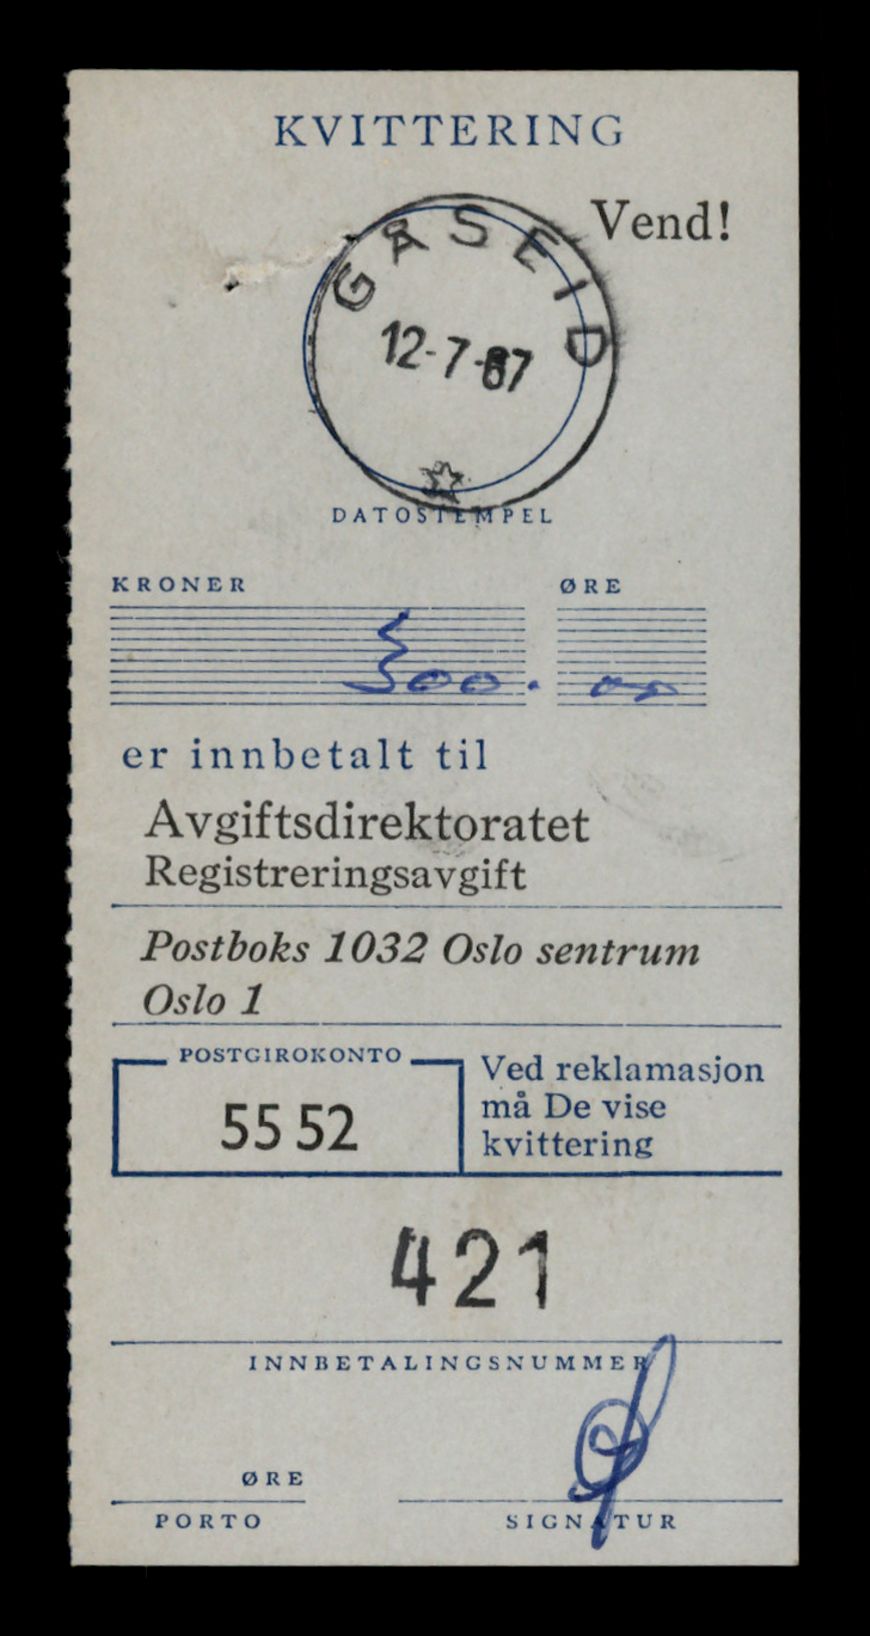 KVITTERING
Vend!
GÅSEID
12-7-67
DATOSTEMPEL
KRONER ØRE
300. 00
er innbetalt til
Avgiftsdirektoratet
Registreringsavgift
Postboks 1032 Oslo sentrum
Oslo 1
POSTGIROKONTO
55 52
Ved reklamasjon
må De vise
kvittering
421
INNBETALINGSNUMMER
ØRE
PORTO
SIGNATUR